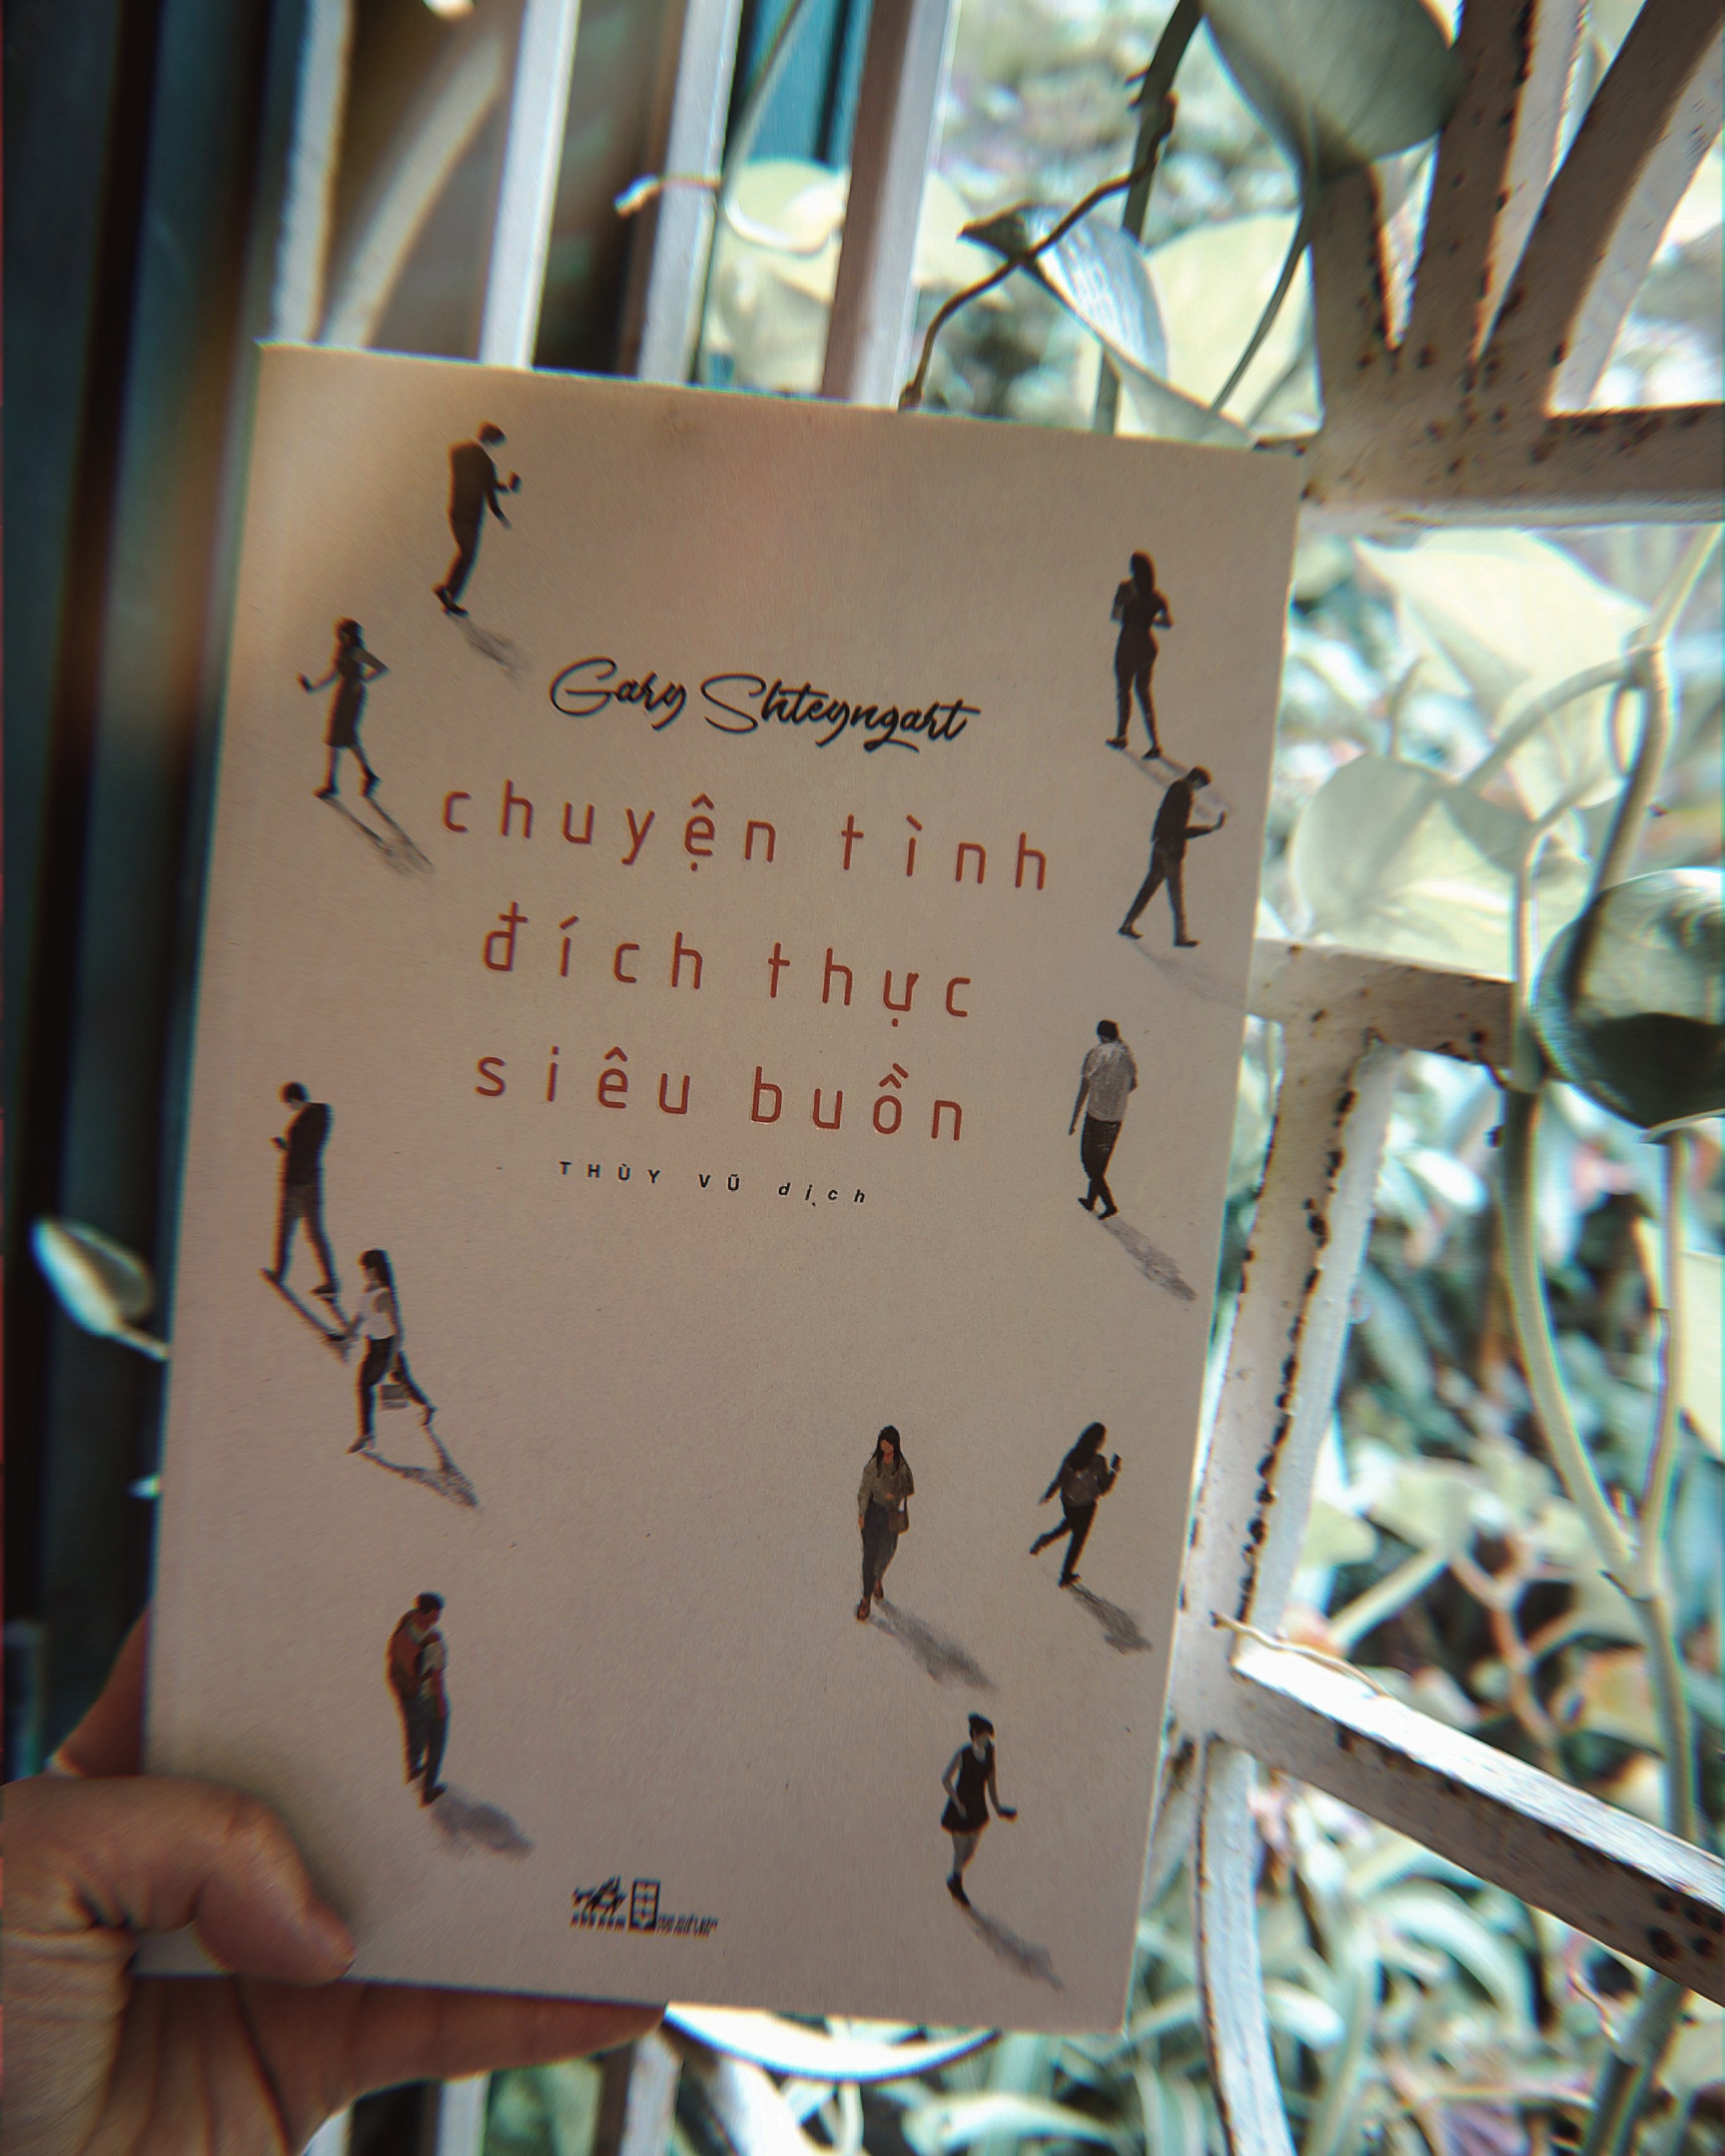 Gary Shteyngart
chuyện tình
đích thực
siêu buồn
THÙY VŨ dịch